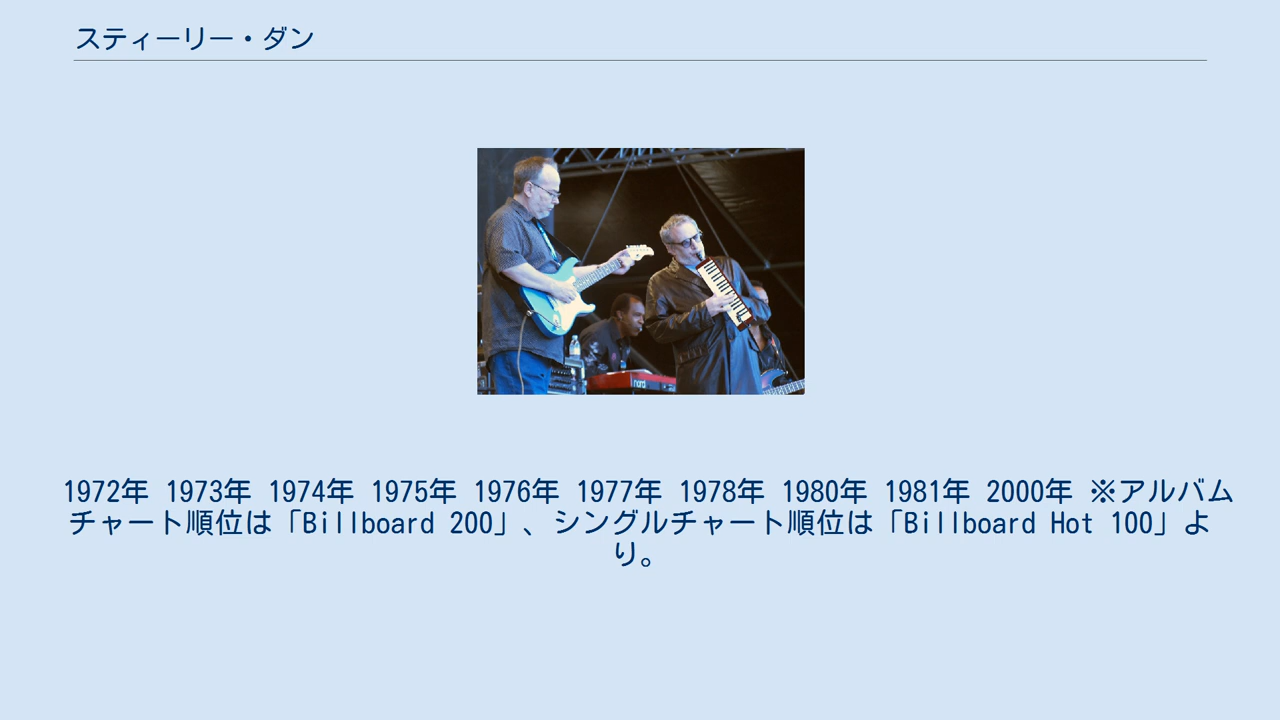 スティーリー・ダン
nord
1972年 1973年 1974年 1975年 1976年 1977年 1978年 1980年 1981年 2000年 ※アルバム
チャート順位は「Billboard 200」、シングルチャート順位は「Billboard Hot 100」よ
り。